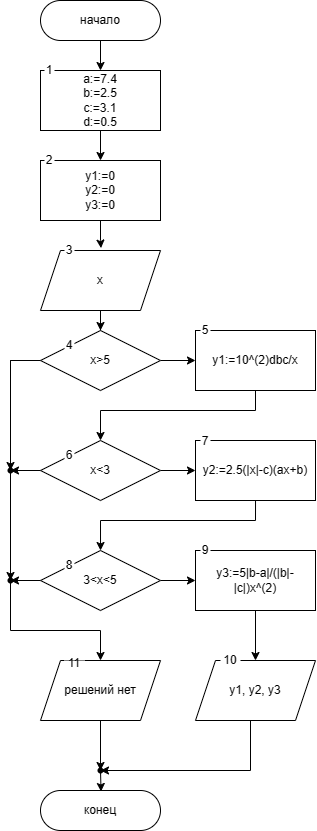 начало
1
a:=7.4
b:=2.5
c:=3.1
d:=0.5
2
y1:=0
y2:=0
y3:=0
3
x
4
x>5
5
y1:=10^(2)dbc/x
6
x<3
7
y2:=2.5(|x|-c)(ax+b)
8
3<x<5
9
y3:=5|b-a|/(|b|-
|c|)x^(2)
11
решений нет
10
y1, y2, y3
конец